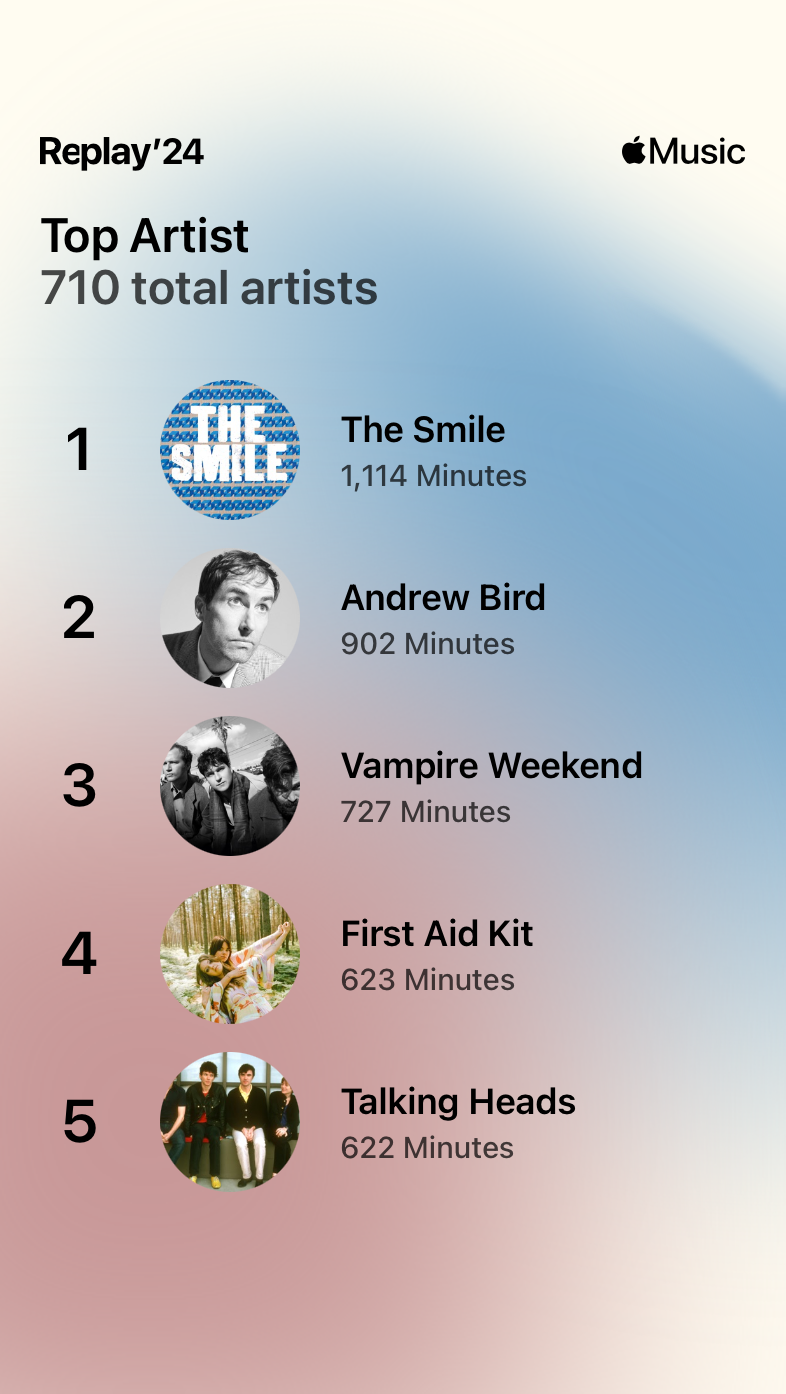 Replay’24
Music
Top Artist
710 total artists
1
THE
SMILE
The Smile
1,114 Minutes
2
Andrew Bird
902 Minutes
3
Vampire Weekend
727 Minutes
4
First Aid Kit
623 Minutes
5
Talking Heads
622 Minutes